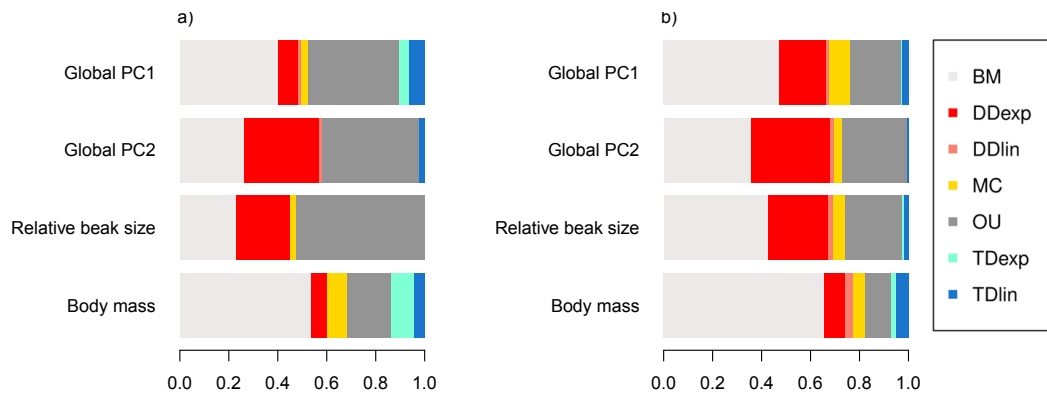 a)
Global PC1
Global PC2
Relative beak size
Body mass
0.0 0.2 0.4 0.6 0.8 1.0
b)
Global PC1
Global PC2
Relative beak size
Body mass
0.0 0.2 0.4 0.6 0.8 1.0
BM
DDexp
DDlin
MC
OU
TDexp
TDlin